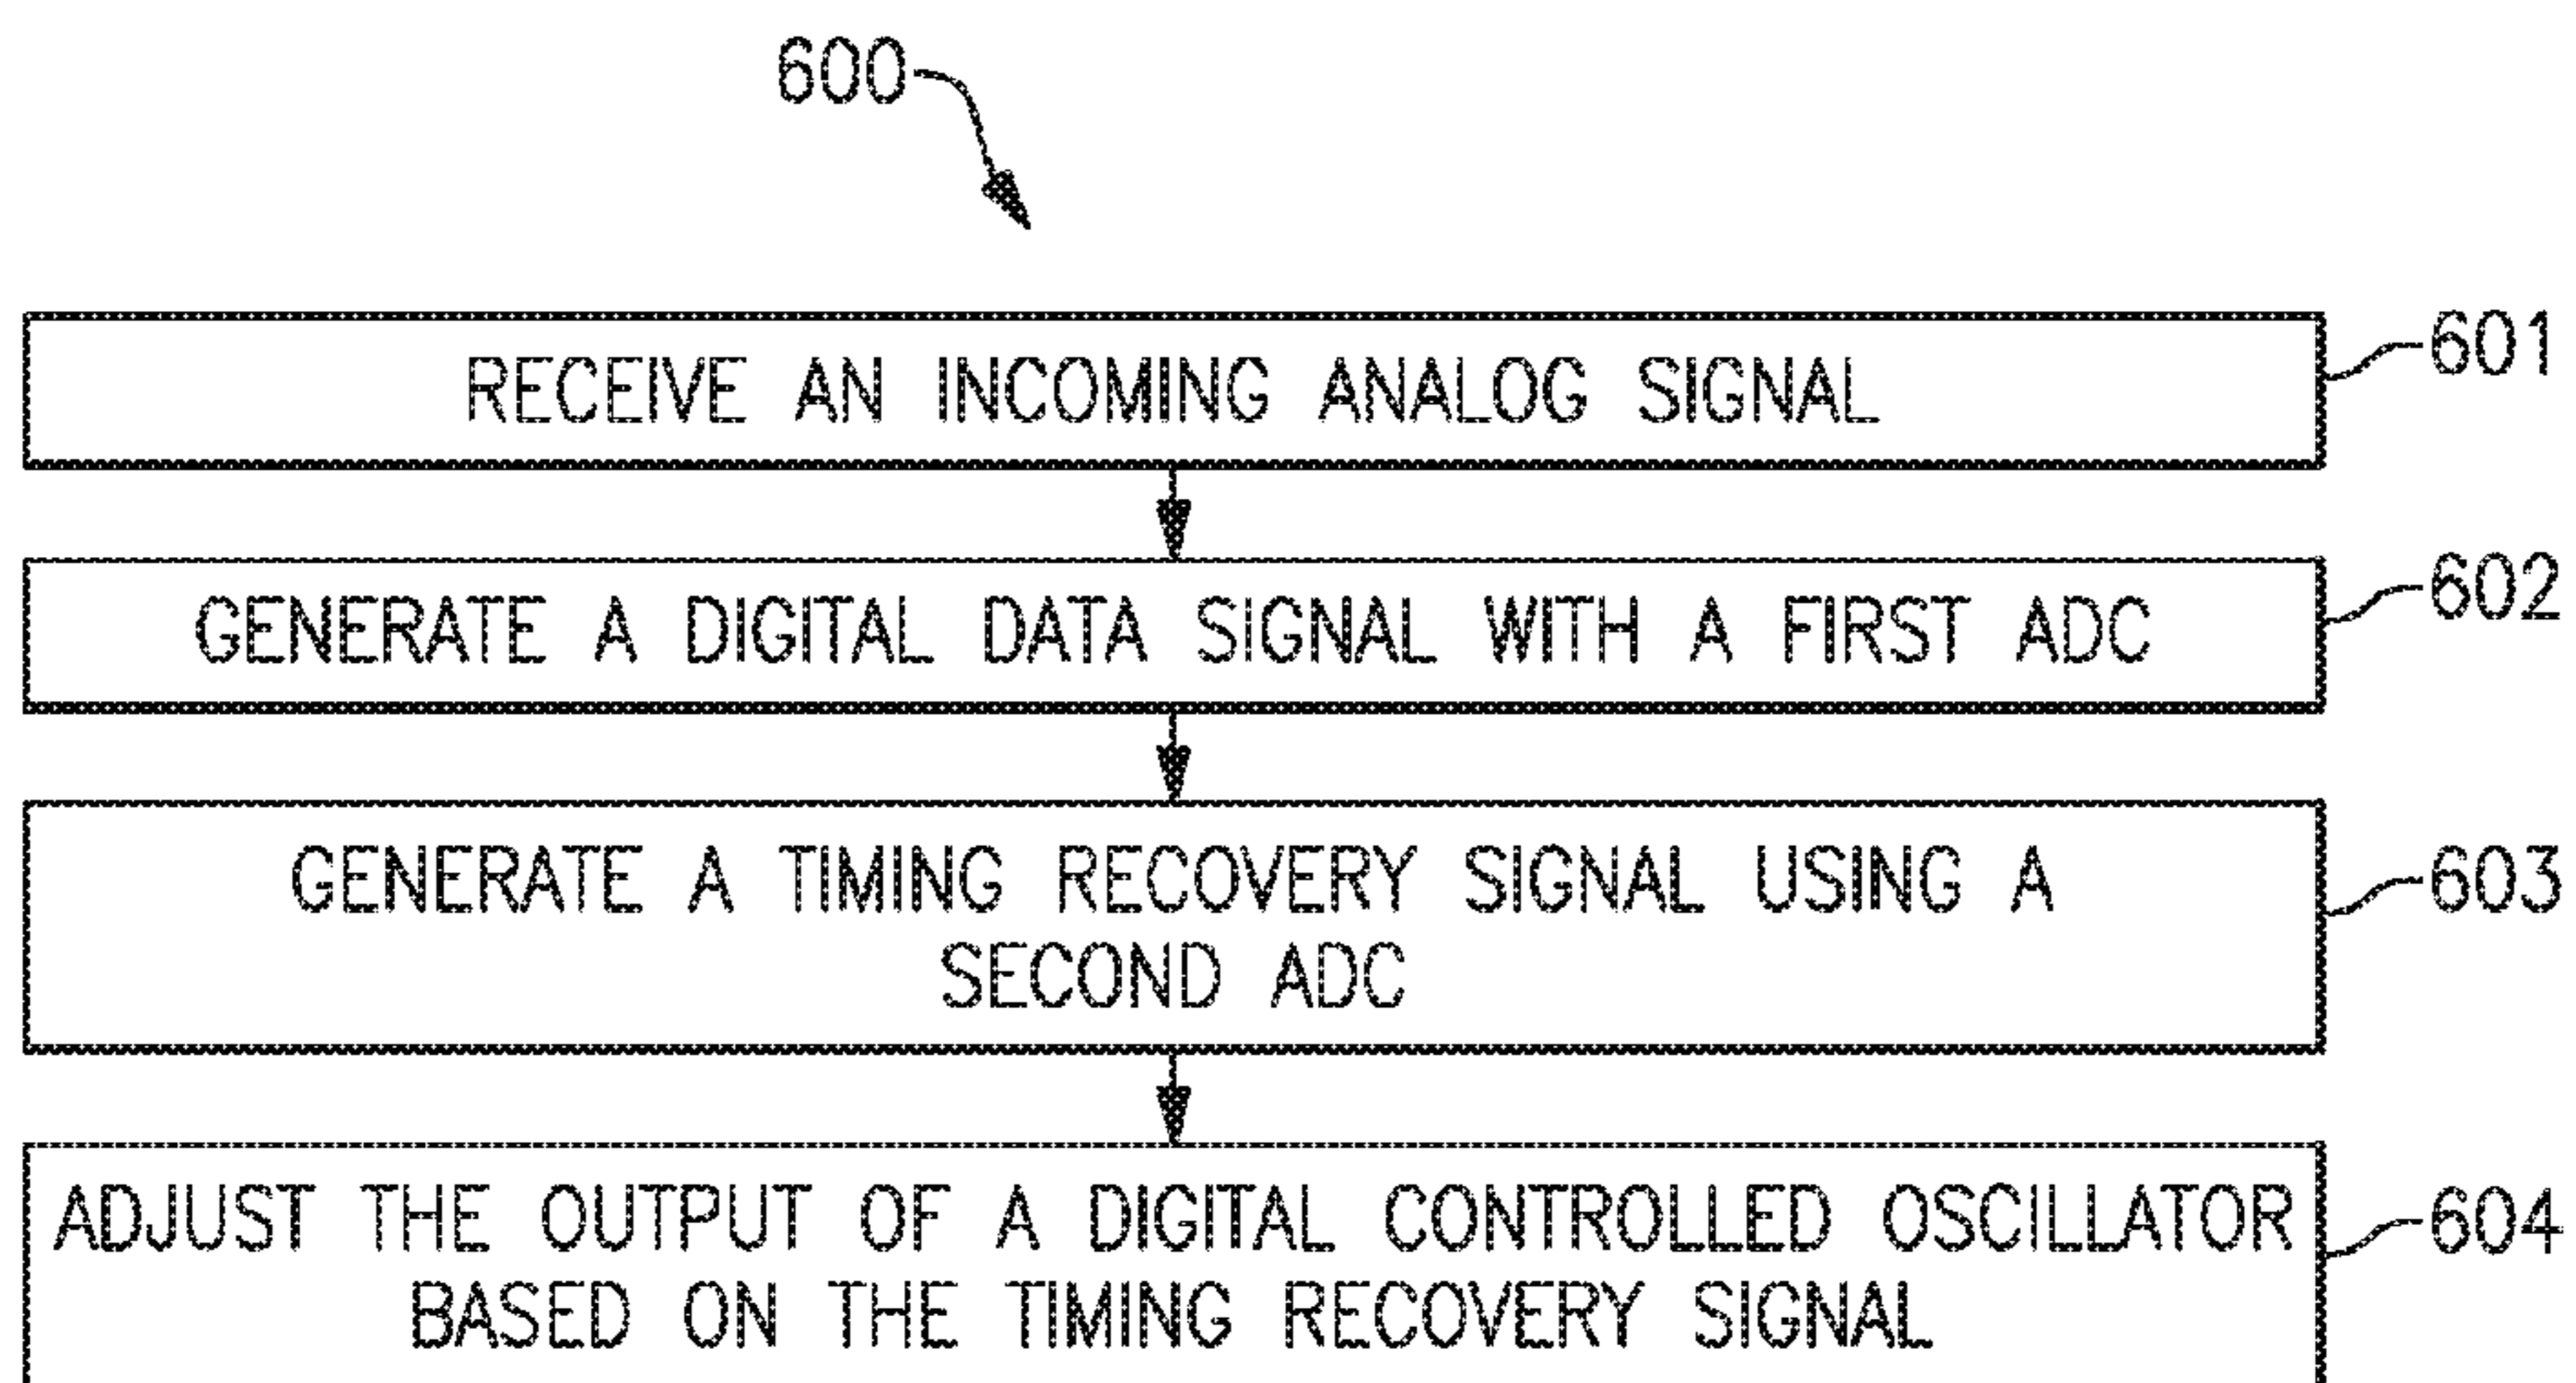 600
RECEIVE AN INCOMING ANALOG SIGNAL
601
GENERATE A DIGITAL DATA SIGNAL WITH A FIRST ADC
602
GENERATE A TIMING RECOVERY SIGNAL USING A
SECOND ADC
603
ADJUST THE OUTPUT OF A DIGITAL CONTROLLED OSCILLATOR
BASED ON THE TIMING RECOVERY SIGNAL
604